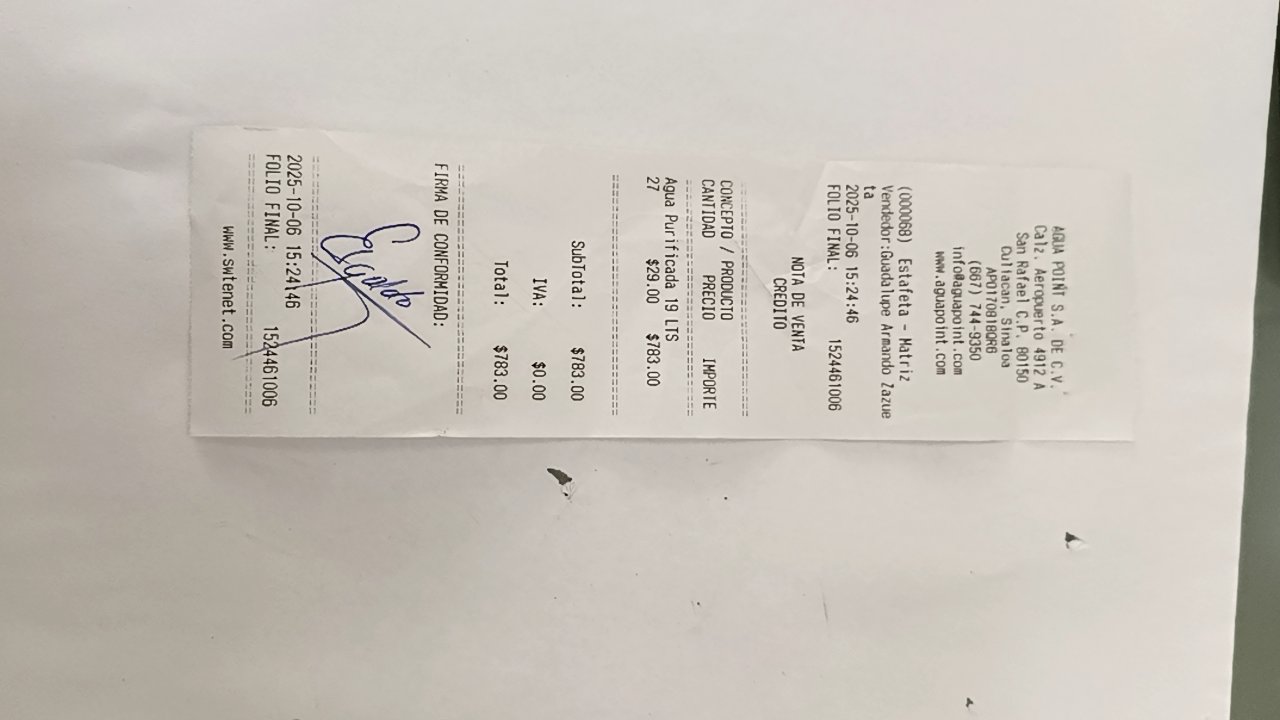 AGUA POINT S.A. DE C.V.
Calz. Aeropuerto 4912 A
San Rafael C.P. 80150
Culiacan, Sinaloa
APO170818QR6
(667) 744-9350
info@aguapoint.com
www.aguapoint.com
(000068) Estafeta - Matriz
Vendedor:Guadalupe Armando Zazue
ta
2025-10-06 15:24:46
FOLIO FINAL: 1524461006
NOTA DE VENTA
CREDITO
========================================
CONCEPTO / PRODUCTO
CANTIDAD PRECIO IMPORTE
========================================
Agua Purificada 19 LTS
27 $29.00 $783.00
========================================
SubTotal: $783.00
IVA: $0.00
Total: $783.00
========================================
FIRMA DE CONFORMIDAD:
========================================
2025-10-06 15:24:46
FOLIO FINAL: 1524461006
========================================
www.switenet.com